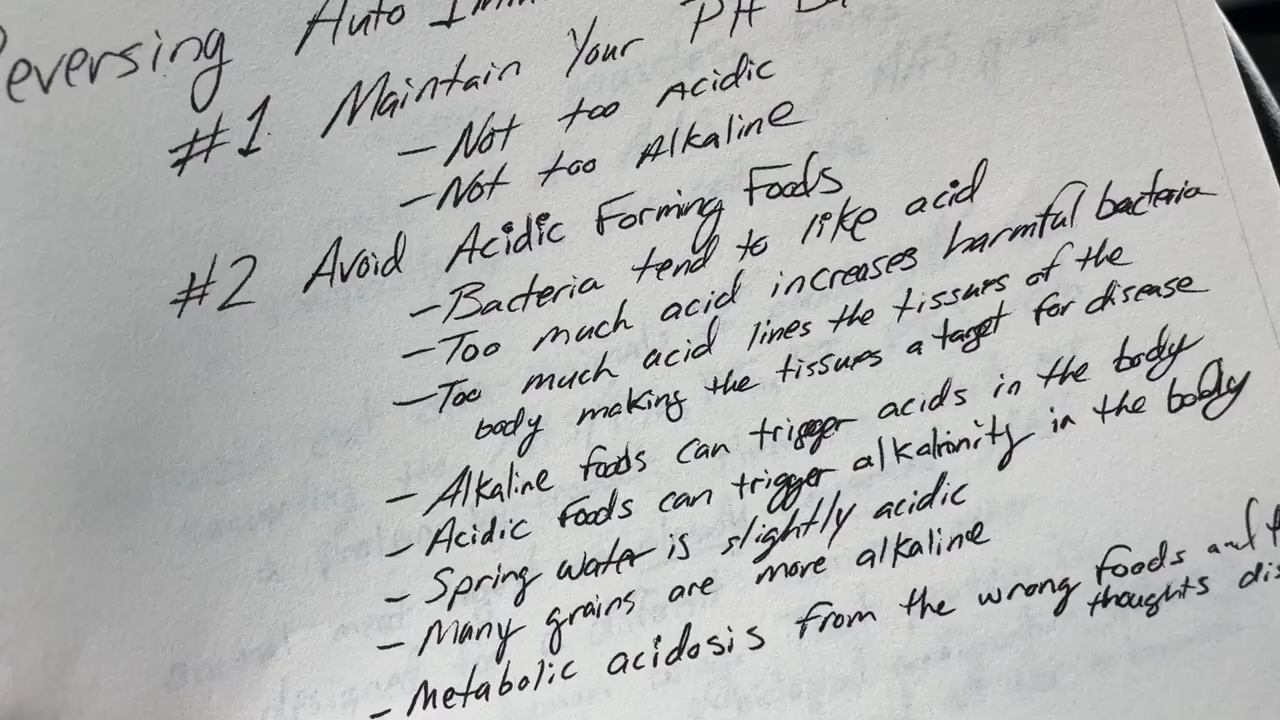 Reversing Auto
#1 Maintain Your PH
- Not too Acidic
- Not too Alkaline
#2 Avoid Acidic Forming Foods
- Bacteria tend to like acid
- Too much acid increases harmful bacteria
- Too much acid lines the tissues of the
body making the tissues a target for disease
- Alkaline foods can trigger acids in the body
- Acidic foods can trigger alkalinity in the body
- Spring water is slightly acidic
- Many grains are more alkaline
- Metabolic acidosis from the wrong foods and
thoughts